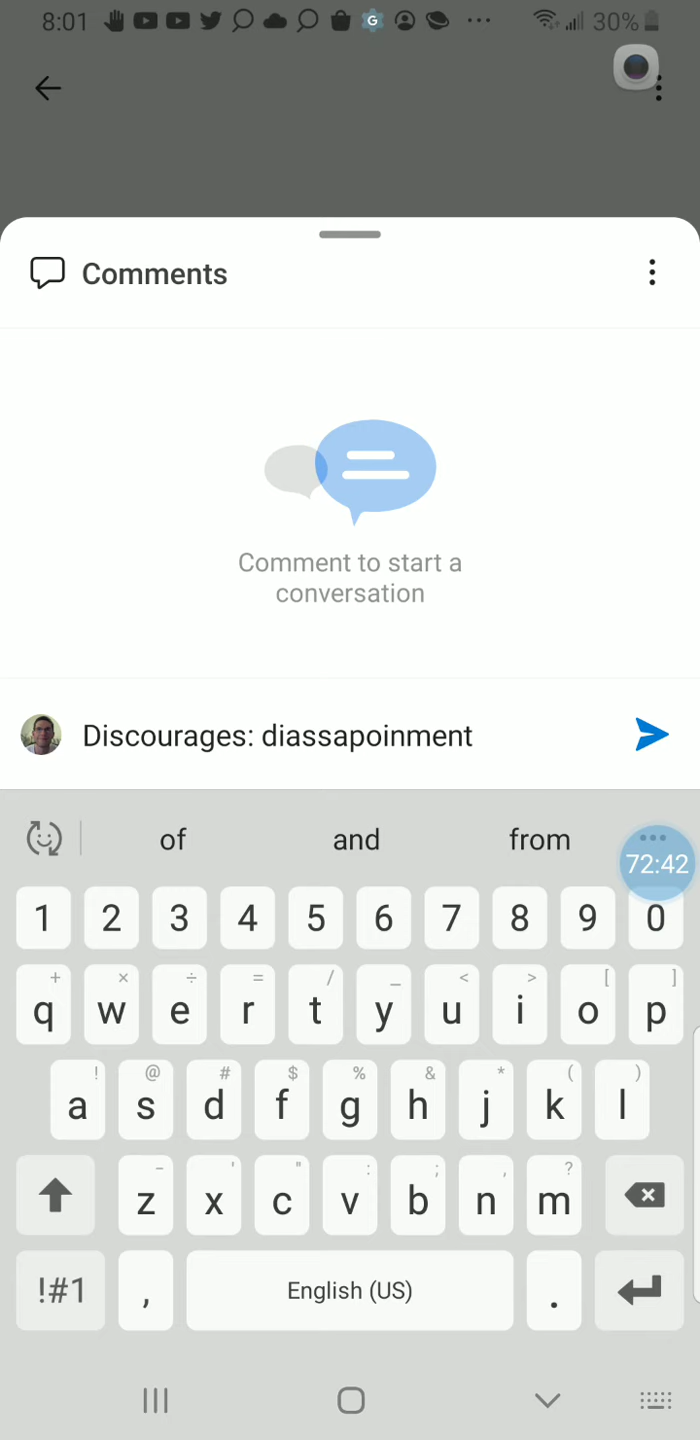 8:01 30%
Comments
Comment to start a
conversation
Discourages: diassapoinment
of and from
72:42
1 2 3 4 5 6 7 8 9 0
+ × ÷ = / _ < > [ ]
q w e r t y u i o p
! @ # $ % & * ( )
a s d f g h j k l
- ' " : ; , ?
z x c v b n m
!#1 , English (US) .